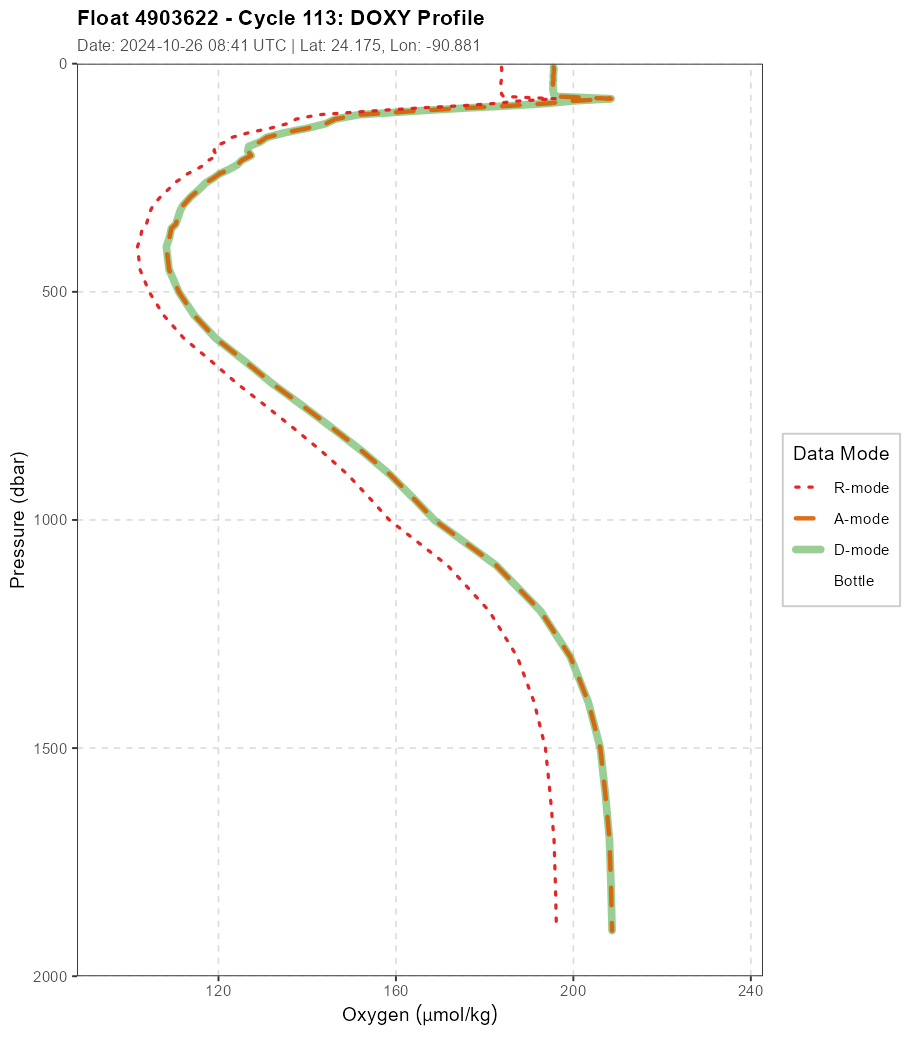 Float 4903622 - Cycle 113: DOXY Profile
Date: 2024-10-26 08:41 UTC | Lat: 24.175, Lon: -90.881
0
500
1000
1500
2000
Pressure (dbar)
120 160 200 240
Oxygen (μmol/kg)
Data Mode
R-mode
A-mode
D-mode
Bottle